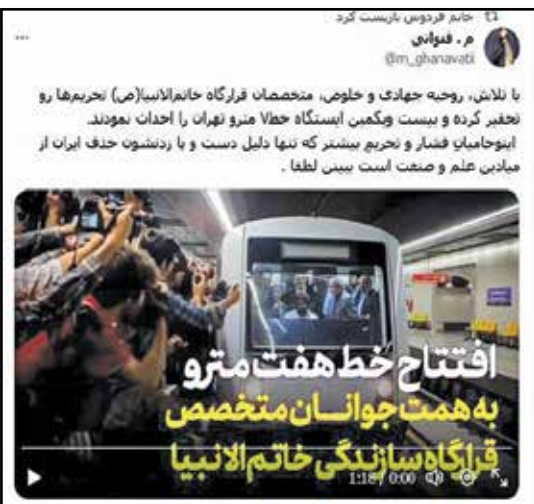 خانم فردوس بازپست کرد
م . قنواتی
@m_ghanavatii
با تلاش، روحیه جهادی و خلوص، متخصصان قرارگاه خاتم‌الانبیا(ص) تحریم‌ها رو
تحقیر کرده و بیست ویکمین ایستگاه خط۷ مترو تهران را احداث نمودند.
اینوحامیان فشار و تحریم بیشتر که تنها دلیل دست و پا زدنشون حذف ایران از
میادین علم و صنعت است ببینن لطفا .
افتتاح خط هفت مترو
به همت جوانان متخصص
قرارگاه سازندگی خاتم الانبیا
1:18 / 0:00